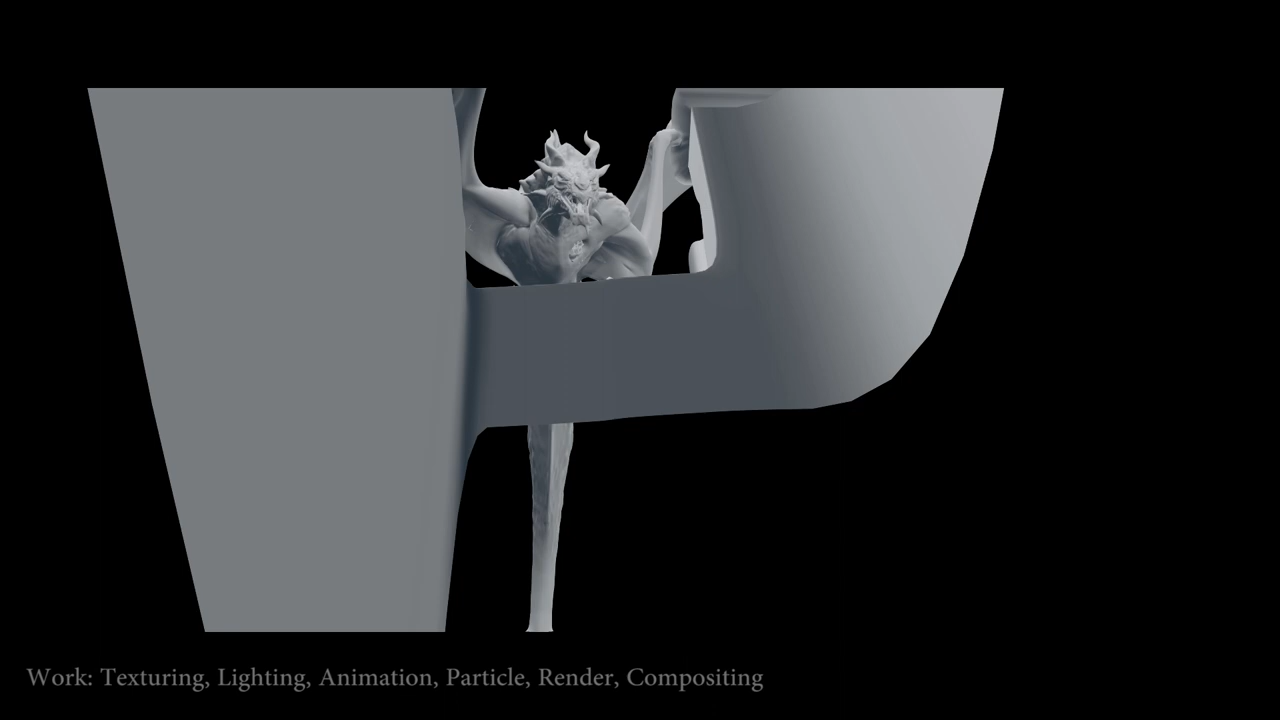 Work: Texturing, Lighting, Animation, Particle, Render, Compositing